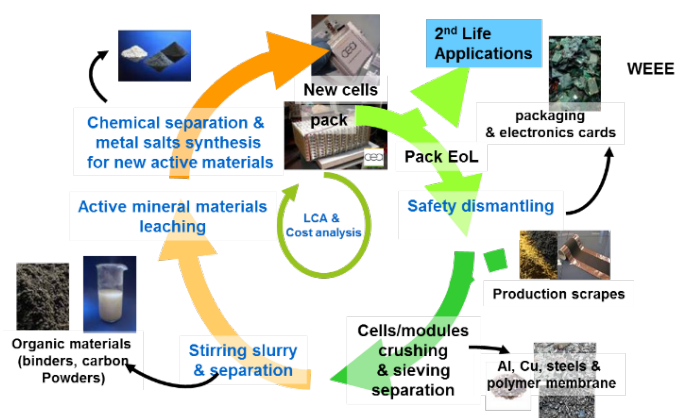 2nd Life
Applications
WEEE
New cells
pack
packaging
& electronics cards
Chemical separation &
metal salts synthesis
for new active materials
Pack EoL
Active mineral materials
leaching
LCA &
Cost analysis
Safety dismantling
Production scrapes
Organic materials
(binders, carbon
Powders)
Stirring slurry
& separation
Cells/modules
crushing
& sieving
separation
Al, Cu, steels &
polymer membrane